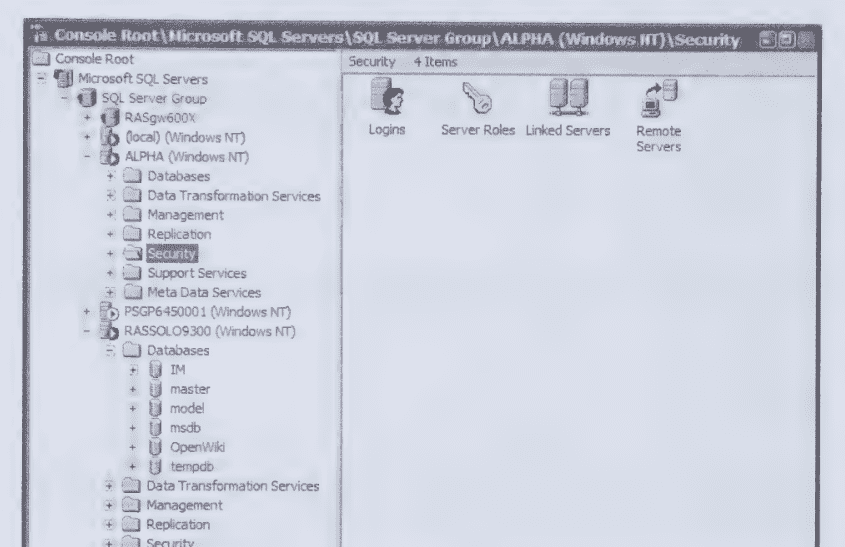 Console Root\Microsoft SQL Servers\SQL Server Group\ALPHA (Windows NT)\Security
Console Root
Microsoft SQL Servers
SQL Server Group
RASgw600X
(local) (Windows NT)
ALPHA (Windows NT)
Databases
Data Transformation Services
Management
Replication
Security
Support Services
Meta Data Services
PSGP6450001 (Windows NT)
RASSOLO9300 (Windows NT)
Databases
IM
master
model
msdb
OpenWiki
tempdb
Data Transformation Services
Management
Replication
Security
Security 4 Items
Logins Server Roles Linked Servers Remote
Servers